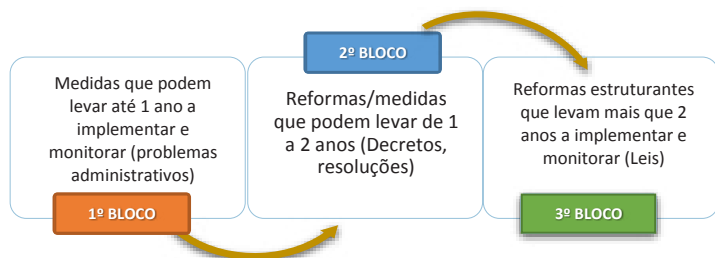 Medidas que podem
levar até 1 ano a
implementar e
monitorar (problemas
administrativos)
1º BLOCO
2º BLOCO
Reformas/medidas
que podem levar de 1
a 2 anos (Decretos,
resoluções)
Reformas estruturantes
que levam mais que 2
anos a implementar e
monitorar (Leis)
3º BLOCO